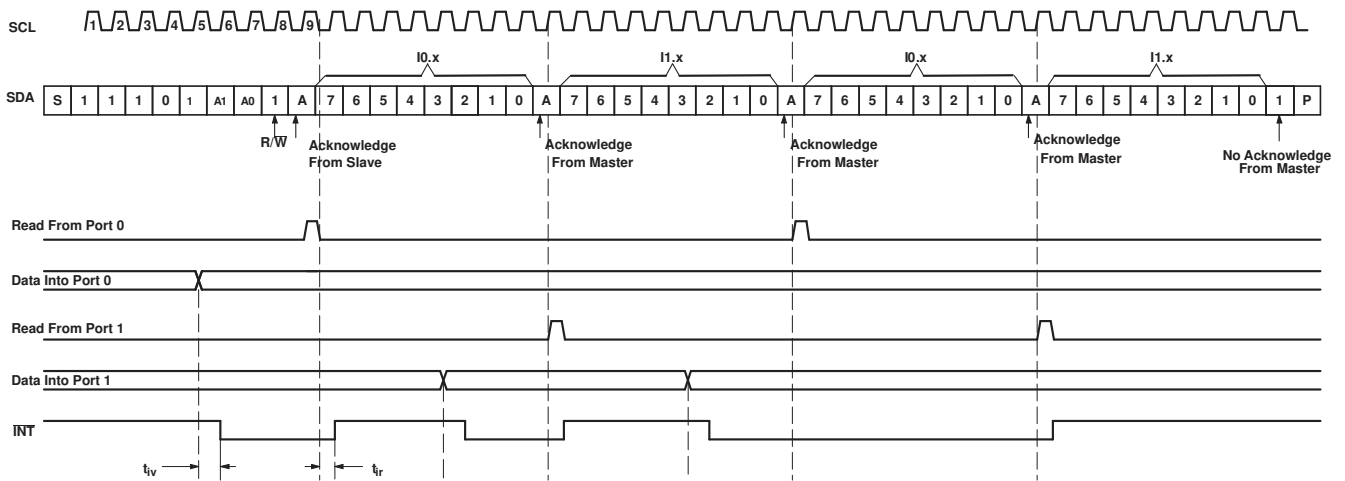 SCL 1 2 3 4 5 6 7 8 9
I0.x I1.x I0.x I1.x
SDA S 1 1 1 0 1 A1 A0 1 A 7 6 5 4 3 2 1 0 A 7 6 5 4 3 2 1 0 A 7 6 5 4 3 2 1 0 A 7 6 5 4 3 2 1 0 1 P
R/W̅
Acknowledge
From Slave
Acknowledge
From Master
Acknowledge
From Master
Acknowledge
From Master
No Acknowledge
From Master
Read From Port 0
Data Into Port 0
Read From Port 1
Data Into Port 1
I̅N̅T̅
tiv
tir